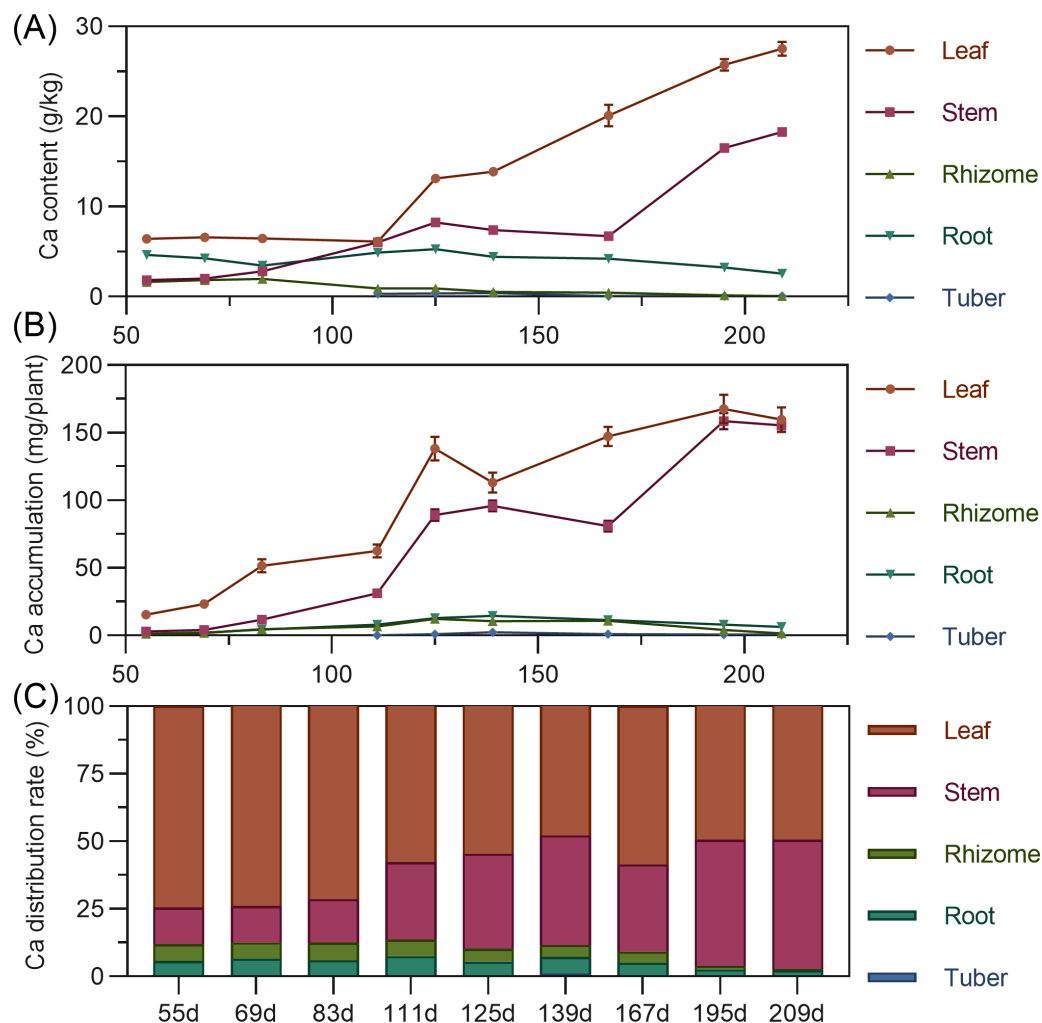 (A)
Ca content (g/kg)
30
20
10
0
50
100
150
200
Leaf
Stem
Rhizome
Root
Tuber
(B)
Ca accumulation (mg/plant)
200
150
100
50
0
50
100
150
200
Leaf
Stem
Rhizome
Root
Tuber
(C)
Ca distribution rate (%)
100
75
50
25
0
55d
69d
83d
111d
125d
139d
167d
195d
209d
Leaf
Stem
Rhizome
Root
Tuber